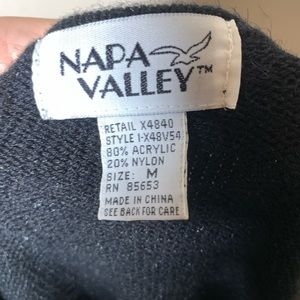 NAPA
VALLEY™
RETAIL X4840
STYLE 1-X48V54
80% ACRYLIC
20% NYLON
SIZE: M
RN 85653
MADE IN CHINA
SEE BACK FOR CARE